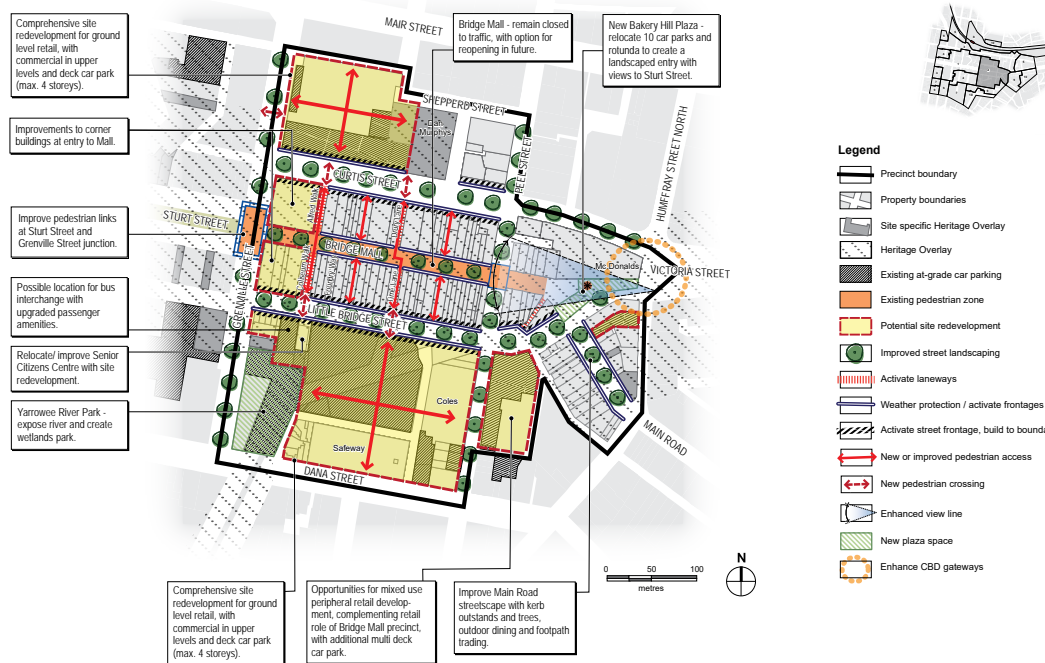 Comprehensive site
redevelopment for ground
level retail, with
commercial in upper
levels and deck car park
(max. 4 storeys).
Improvements to corner
buildings at entry to Mall.
Improve pedestrian links
at Sturt Street and
Grenville Street junction.
Possible location for bus
interchange with
upgraded passenger
amenities.
Relocate/ improve Senior
Citizens Centre with site
redevelopment.
Yarrowee River Park -
expose river and create
wetlands park.
Bridge Mall - remain closed
to traffic, with option for
reopening in future.
New Bakery Hill Plaza -
relocate 10 car parks and
rotunda to create a
landscaped entry with
views to Sturt Street.
MAIR STREET
SHEPPERD STREET
Dan
Murphys
PEEL STREET
HUMFFRAY STREET NORTH
CURTIS STREET
STURT STREET
BRIDGE MALL
Mc Donalds
VICTORIA STREET
GRENVILLE STREET
LITTLE BRIDGE STREET
Coles
Safeway
DANA STREET
MAIN ROAD
Comprehensive site
redevelopment for ground
level retail, with
commercial in upper
levels and deck car park
(max. 4 storeys).
Opportunities for mixed use
peripheral retail develop-
ment, complementing retail
role of Bridge Mall precinct,
with additional multi deck
car park.
Improve Main Road
streetscape with kerb
outstands and trees,
outdoor dining and footpath
trading.
0 50 100
metres
N
Legend
Precinct boundary
Property boundaries
Site specific Heritage Overlay
Heritage Overlay
Existing at-grade car parking
Existing pedestrian zone
Potential site redevelopment
Improved street landscaping
Activate laneways
Weather protection / activate frontages
Activate street frontage, build to bounda
New or improved pedestrian access
New pedestrian crossing
Enhanced view line
New plaza space
Enhance CBD gateways